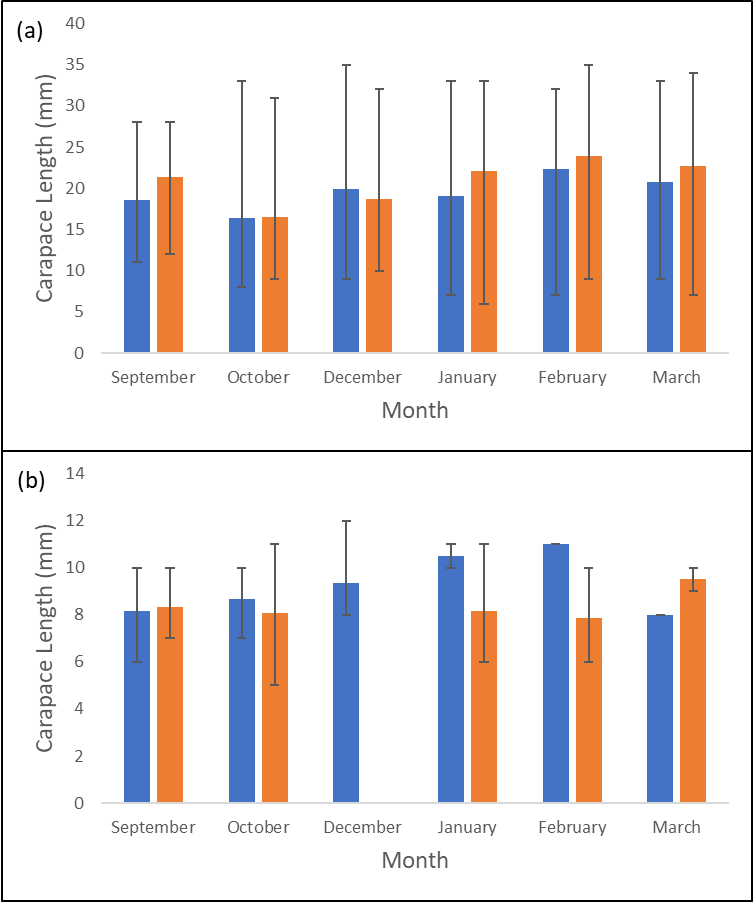 (a)
Carapace Length (mm)
40
35
30
25
20
15
10
5
0
September October December January February March
Month
(b)
Carapace Length (mm)
14
12
10
8
6
4
2
0
September October December January February March
Month